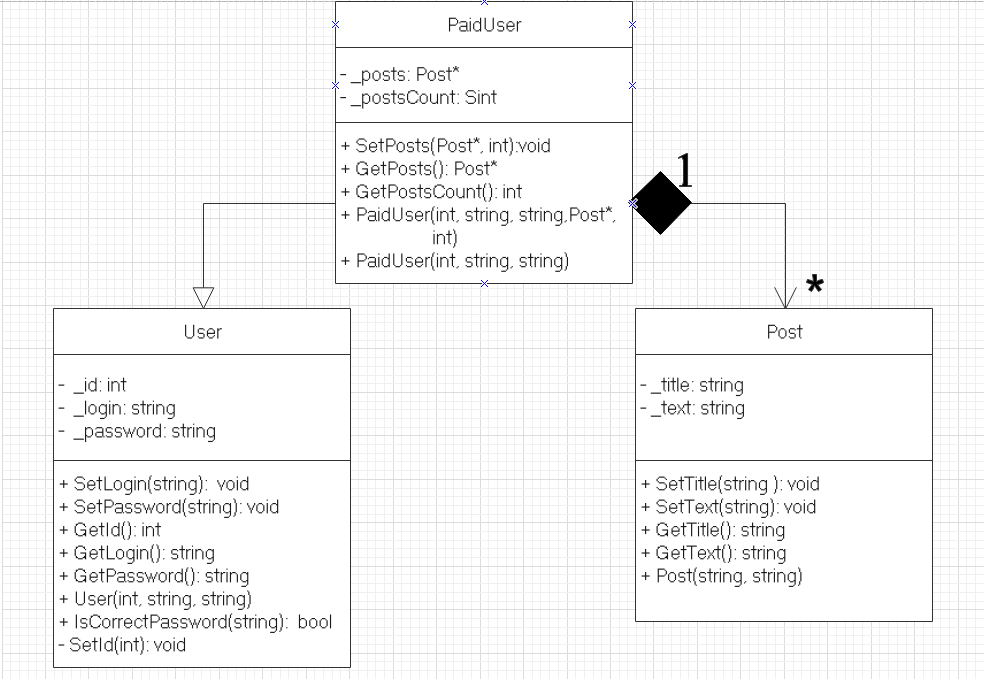 PaidUser
- _posts: Post*
- _postsCount: Sint
+ SetPosts(Post*, int):void
+ GetPosts(): Post*
+ GetPostsCount(): int
+ PaidUser(int, string, string,Post*,
int)
+ PaidUser(int, string, string)
1
*
User
- _id: int
- _login: string
- _password: string
+ SetLogin(string): void
+ SetPassword(string): void
+ GetId(): int
+ GetLogin(): string
+ GetPassword(): string
+ User(int, string, string)
+ IsCorrectPassword(string): bool
- SetId(int): void
Post
- _title: string
- _text: string
+ SetTitle(string ): void
+ SetText(string): void
+ GetTitle(): string
+ GetText(): string
+ Post(string, string)